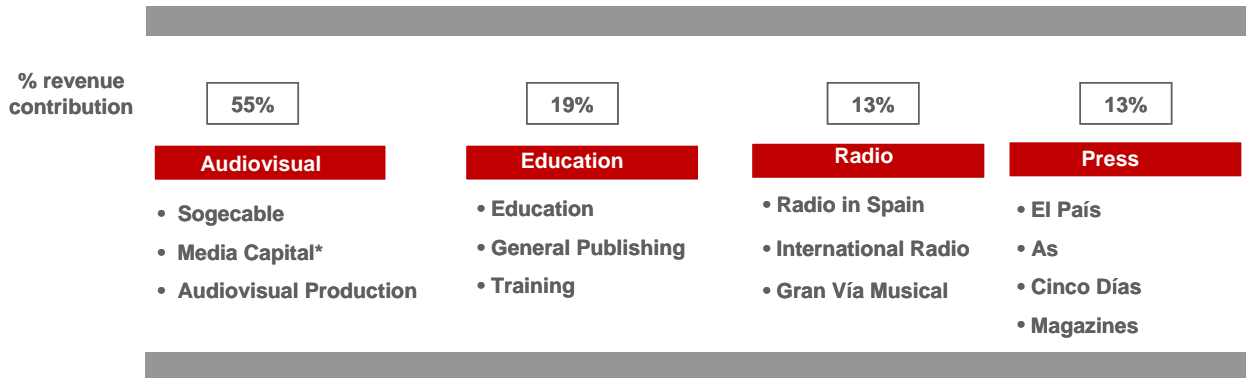 % revenue
contribution
55%
19%
13%
13%
Audiovisual
• Sogecable
• Media Capital*
• Audiovisual Production
Education
• Education
• General Publishing
• Training
Radio
• Radio in Spain
• International Radio
• Gran Vía Musical
Press
• El País
• As
• Cinco Días
• Magazines